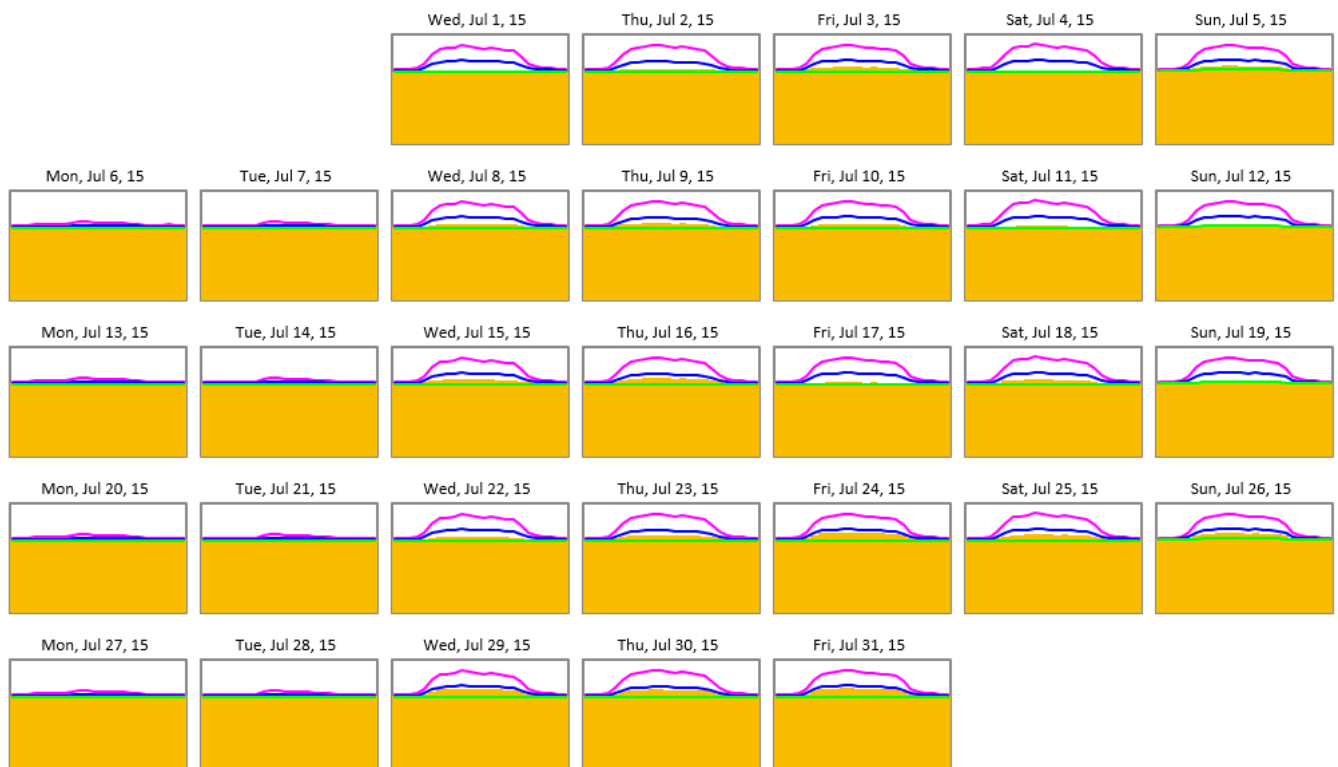 Wed, Jul 1, 15
Thu, Jul 2, 15
Fri, Jul 3, 15
Sat, Jul 4, 15
Sun, Jul 5, 15
Mon, Jul 6, 15
Tue, Jul 7, 15
Wed, Jul 8, 15
Thu, Jul 9, 15
Fri, Jul 10, 15
Sat, Jul 11, 15
Sun, Jul 12, 15
Mon, Jul 13, 15
Tue, Jul 14, 15
Wed, Jul 15, 15
Thu, Jul 16, 15
Fri, Jul 17, 15
Sat, Jul 18, 15
Sun, Jul 19, 15
Mon, Jul 20, 15
Tue, Jul 21, 15
Wed, Jul 22, 15
Thu, Jul 23, 15
Fri, Jul 24, 15
Sat, Jul 25, 15
Sun, Jul 26, 15
Mon, Jul 27, 15
Tue, Jul 28, 15
Wed, Jul 29, 15
Thu, Jul 30, 15
Fri, Jul 31, 15